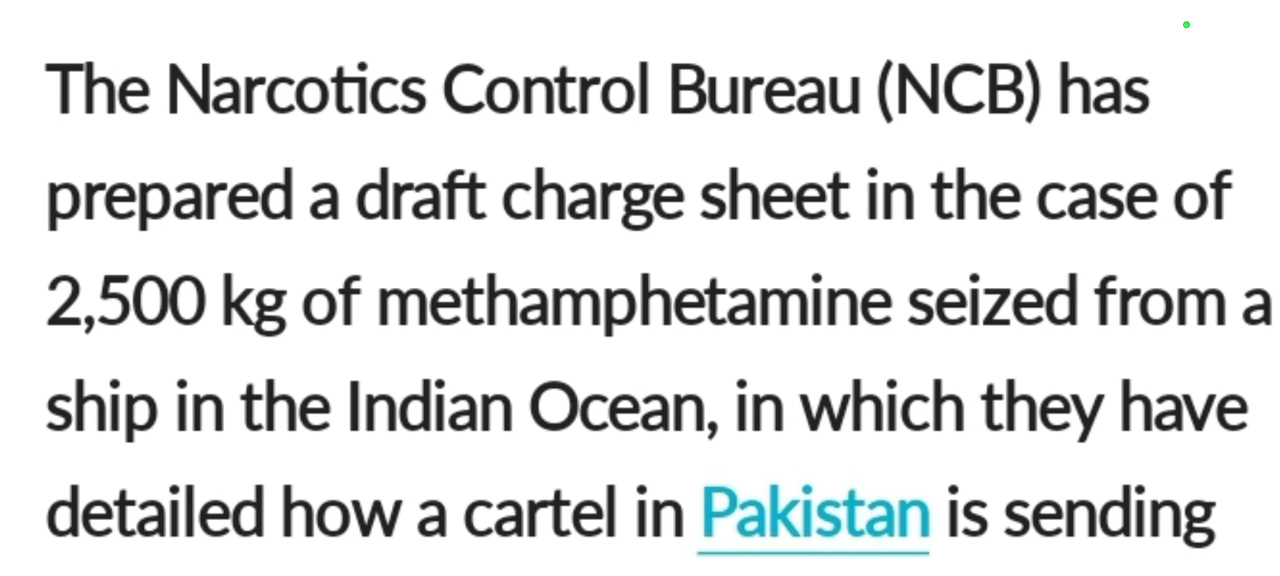 The Narcotics Control Bureau (NCB) has
prepared a draft charge sheet in the case of
2,500 kg of methamphetamine seized from a
ship in the Indian Ocean, in which they have
detailed how a cartel in Pakistan is sending